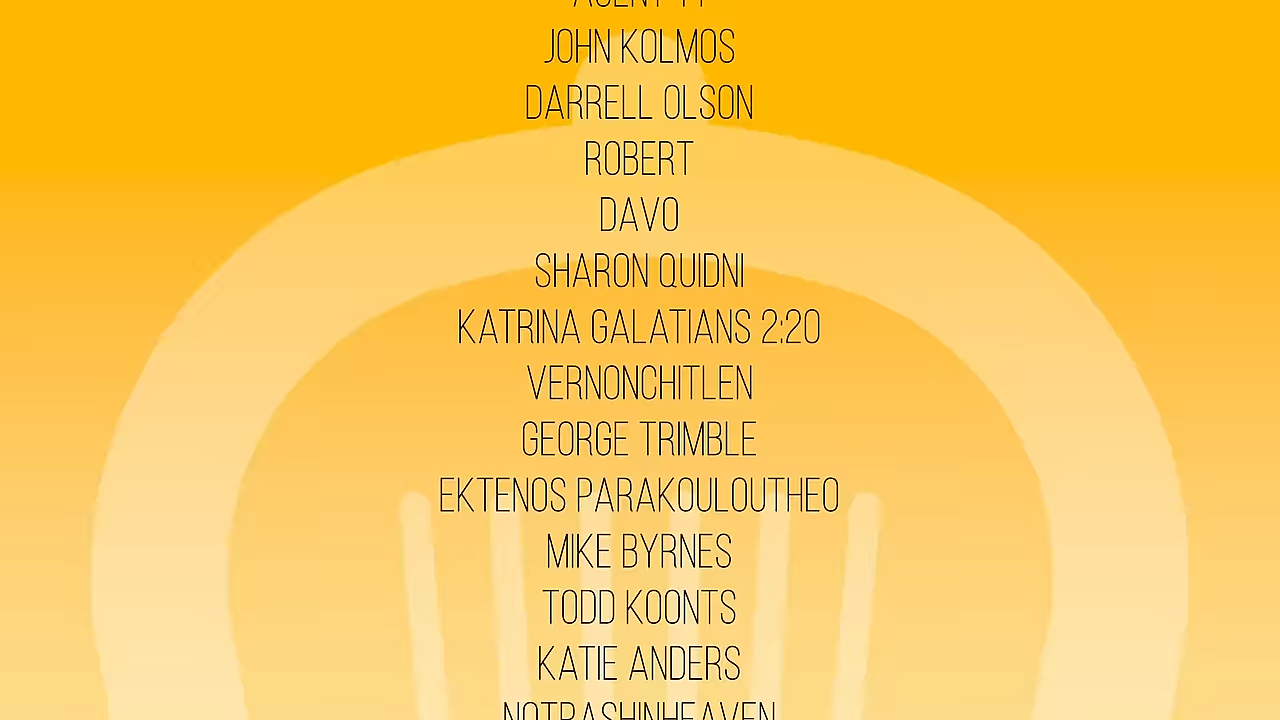 JOHN KOLMOS
DARRELL OLSON
ROBERT
DAVO
SHARON QUIDNI
KATRINA GALATIANS 2:20
VERNONCHITLEN
GEORGE TRIMBLE
EKTENOS PARAKOULOUTHEO
MIKE BYRNES
TODD KOONTS
KATIE ANDERS
NOTRASHINHEAVEN